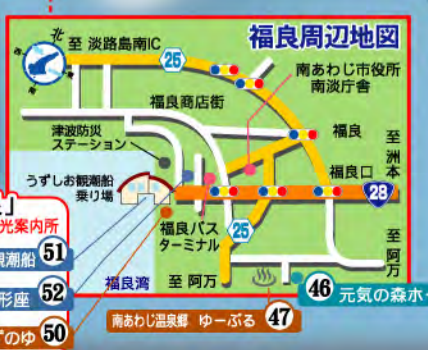 福良周辺地図
北
至 淡路島南IC
25
南あわじ市役所
南淡庁舎
福良商店街
津波防災
ステーション
福良
至洲本
うずしお観潮船
乗り場
福良口
28
」
光案内所
福良バス
ターミナル
25
至阿万
観潮船 51
形座 52
福良湾
至 阿万
46 元気の森ホ
のゆ 50
南あわじ温泉郷 ゆーぷる 47